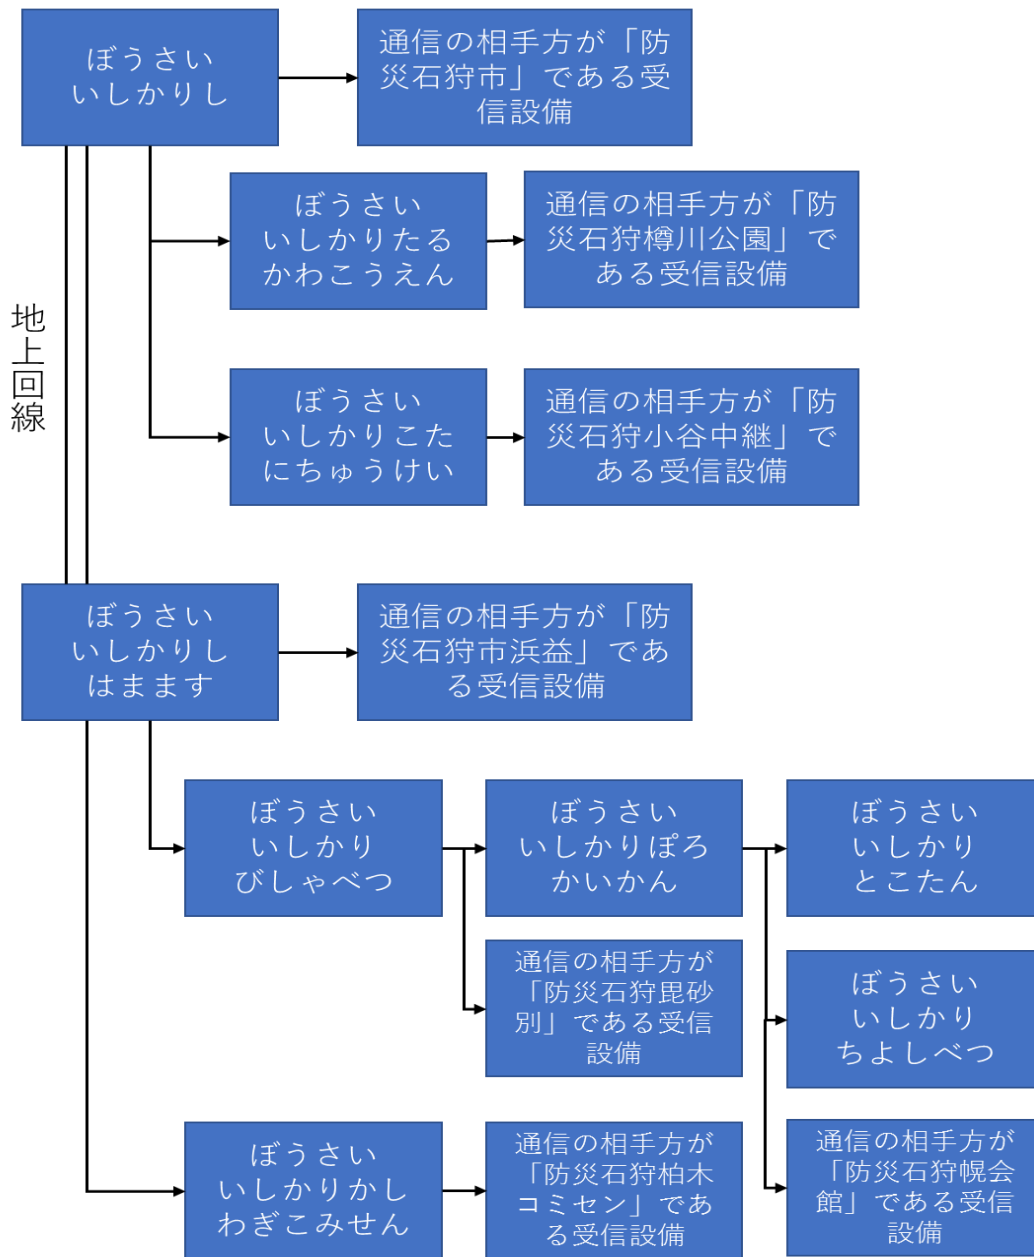 ぼうさい
いしかりし
通信の相手方が「防
災石狩市」である受
信設備
ぼうさい
いしかりたる
かわこうえん
通信の相手方が「防
災石狩樽川公園」で
ある受信設備
地上回線
ぼうさい
いしかりこた
にちゅうけい
通信の相手方が「防
災石狩小谷中継」で
ある受信設備
ぼうさい
いしかりし
はまます
通信の相手方が「防
災石狩市浜益」であ
る受信設備
ぼうさい
いしかり
びしゃべつ
ぼうさい
いしかりぽろ
かいかん
ぼうさい
いしかり
とこたん
通信の相手方が
「防災石狩毘砂
別」である受信
設備
ぼうさい
いしかり
ちよしべつ
ぼうさい
いしかりかし
わぎこみせん
通信の相手方が
「防災石狩柏木
コミセン」であ
る受信設備
通信の相手方が
「防災石狩幌会
館」である受信
設備